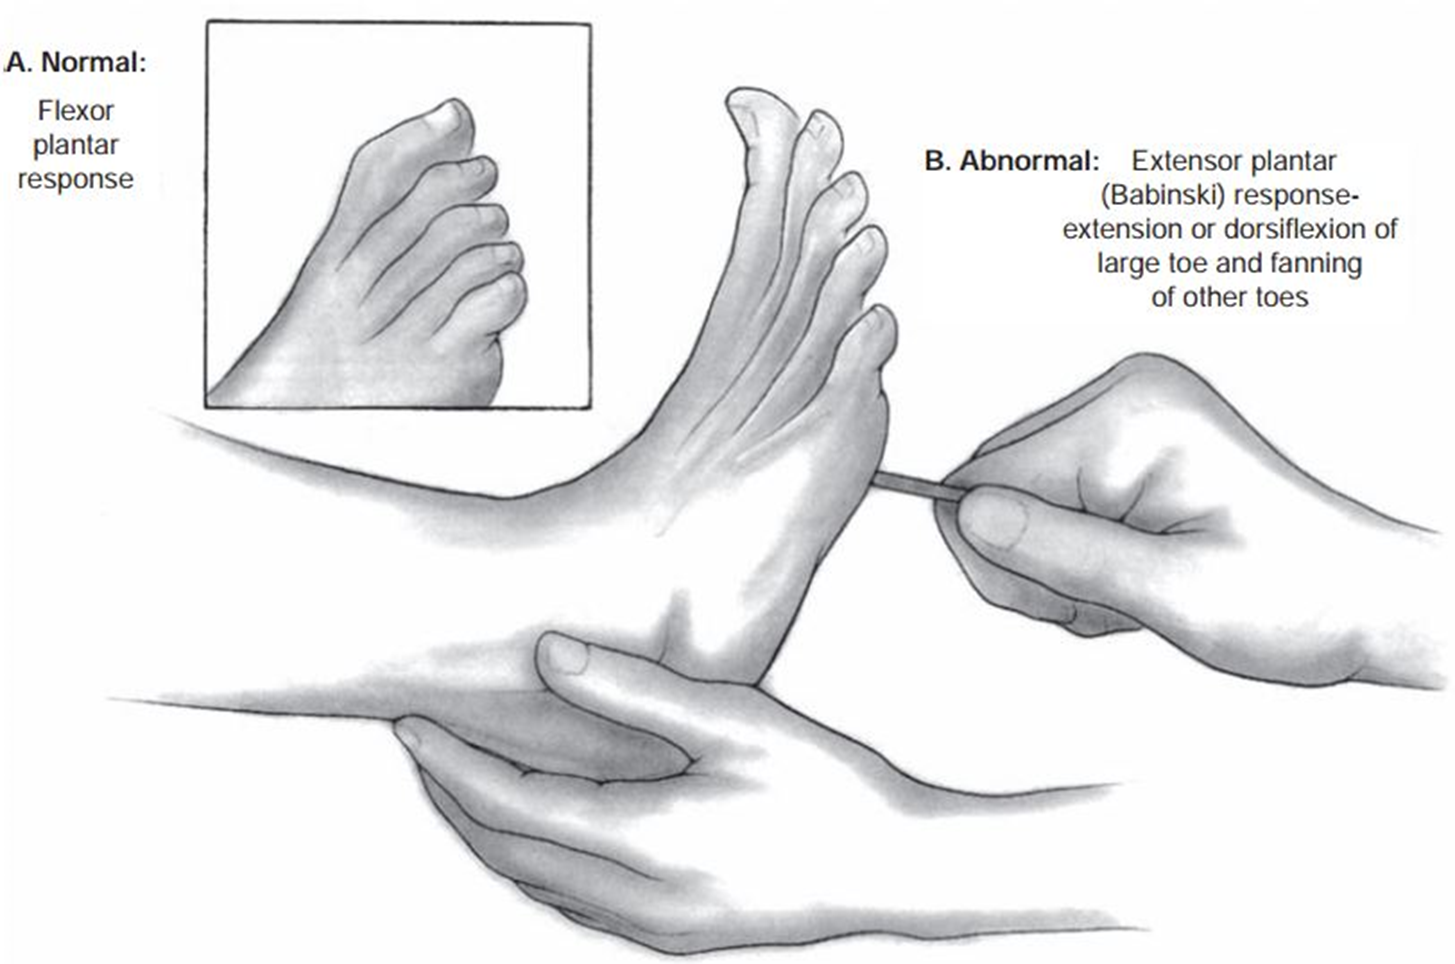 A. Normal:
Flexor
plantar
response
B. Abnormal: Extensor plantar
(Babinski) response-
extension or dorsiflexion of
large toe and fanning
of other toes